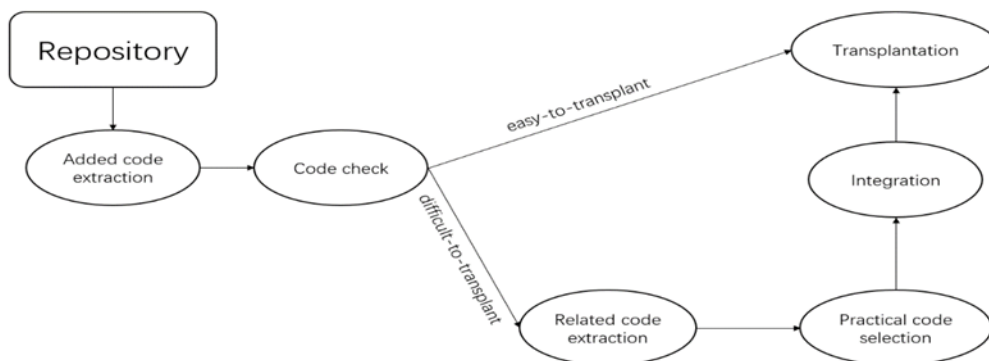 Repository
Transplantation
easy-to-transplant
Added code
extraction
Code check
Integration
difficult-to-transplant
Related code
extraction
Practical code
selection